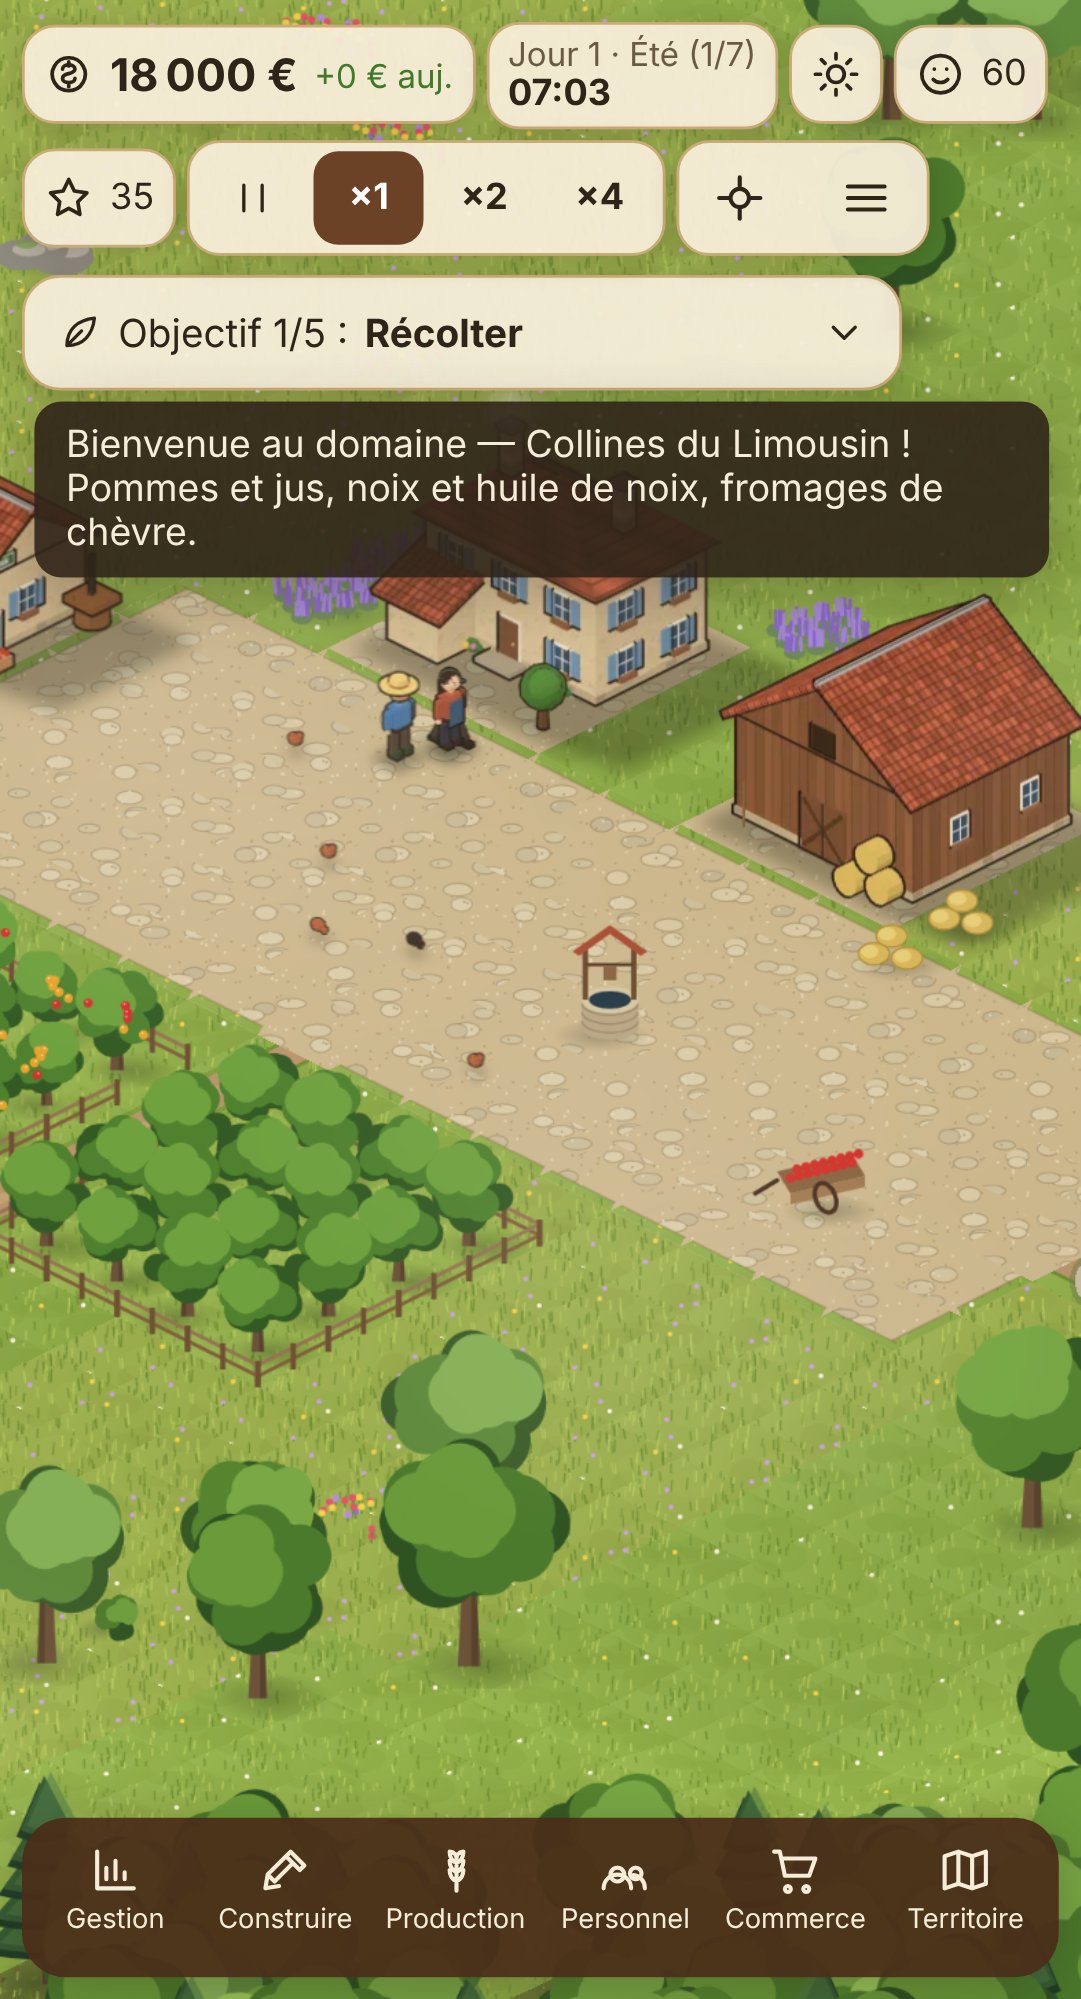 18 000 € +0 € auj.
Jour 1 · Été (1/7)
07:03
60
35
×1 ×2 ×4
Objectif 1/5 : Récolter
Bienvenue au domaine — Collines du Limousin !
Pommes et jus, noix et huile de noix, fromages de
chèvre.
Gestion Construire Production Personnel Commerce Territoire